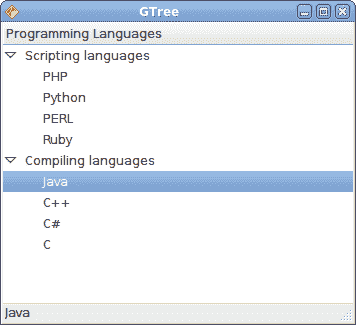 GTree
Programming Languages
Scripting languages
PHP
Python
PERL
Ruby
Compiling languages
Java
C++
C#
C
Java